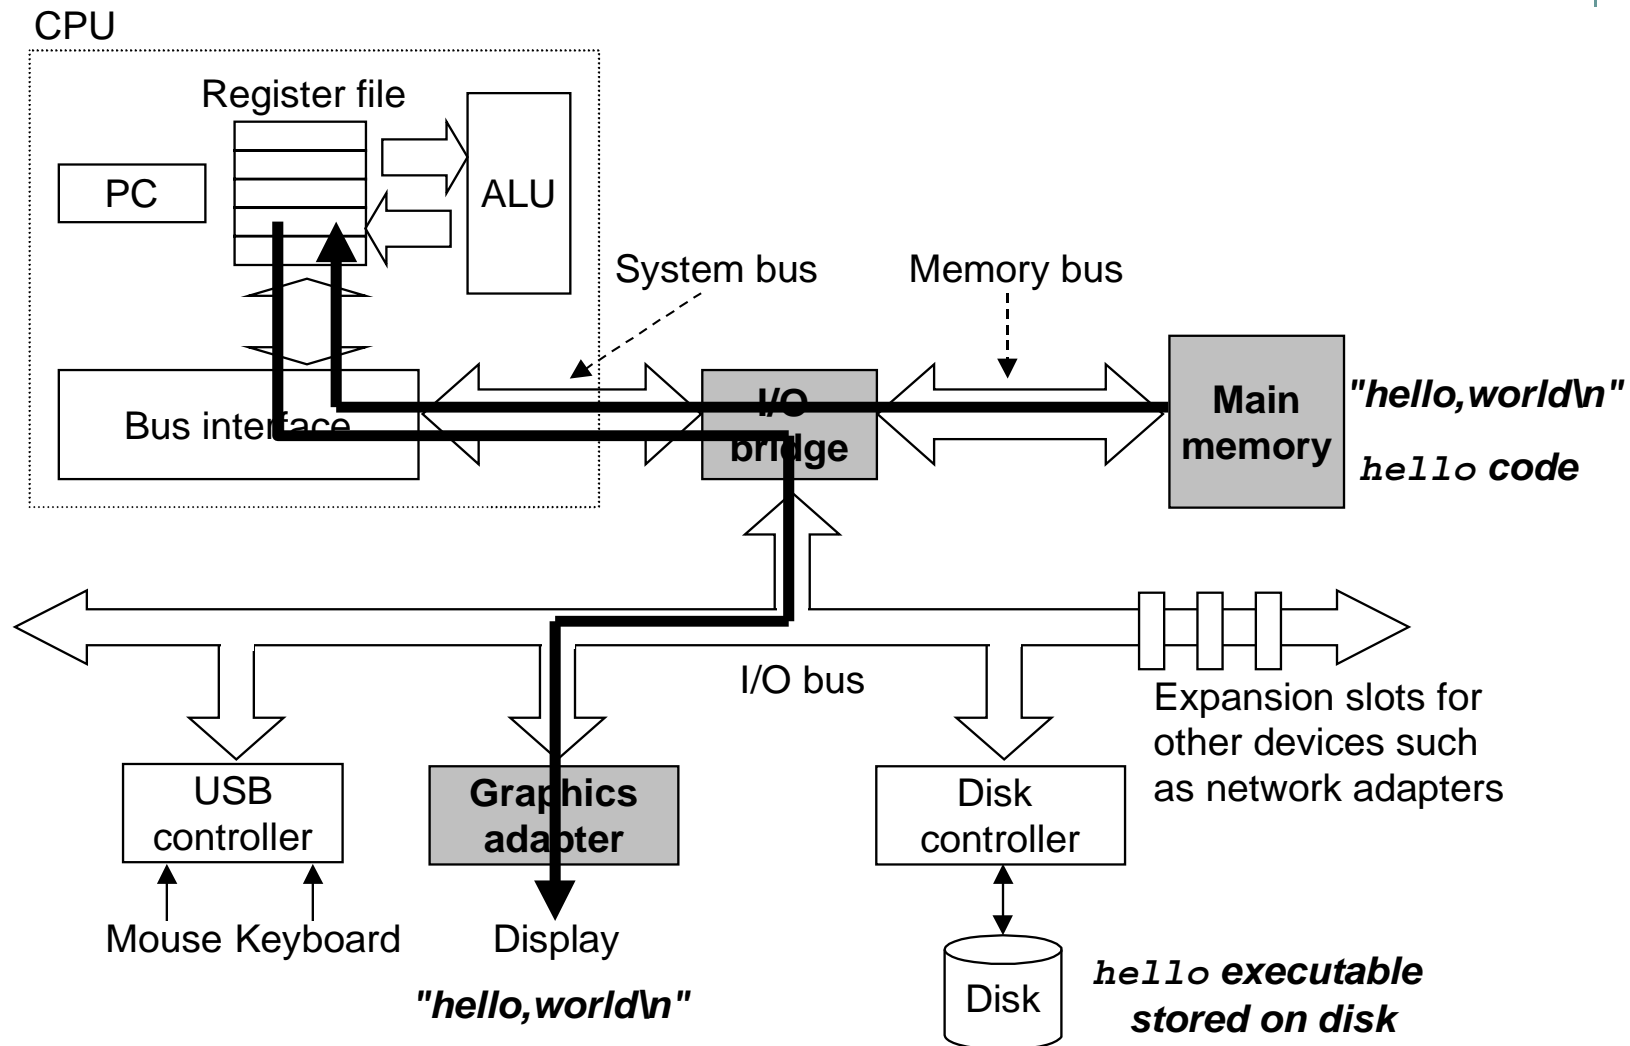 CPU
Register file
PC
ALU
System bus
Memory bus
Bus interface
I/O
bridge
Main
memory
"hello,world\n"
hello code
I/O bus
Expansion slots for
other devices such
as network adapters
USB
controller
Graphics
adapter
Disk
controller
Mouse Keyboard
Display
"hello,world\n"
Disk
hello executable
stored on disk